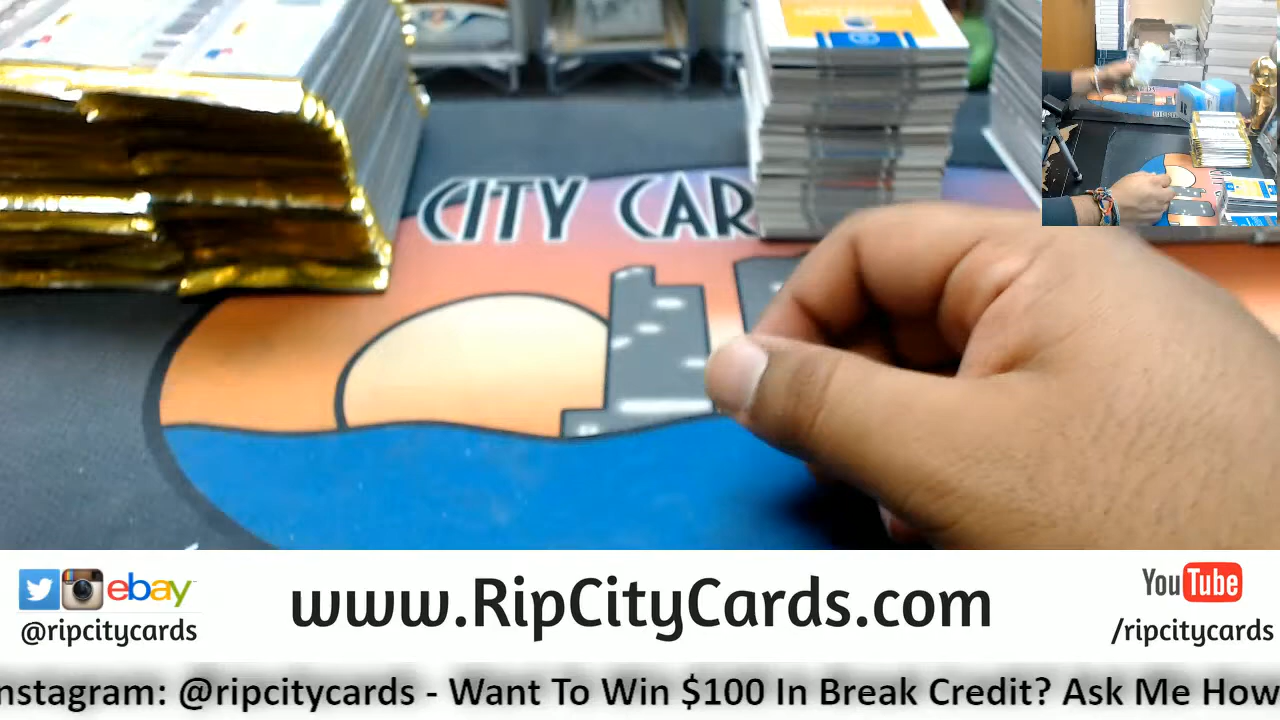 CITY CAR
ebay
@ripcitycards
www.RipCityCards.com
YouTube
/ripcitycards
nstagram: @ripcitycards - Want To Win $100 In Break Credit? Ask Me How